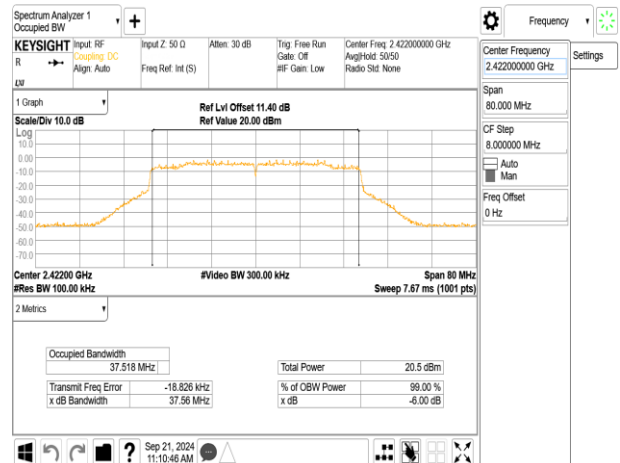 Spectrum Analyzer 1
Occupied BW
Frequency
KEYSIGHT Input: RF Input Z: 50 Ω Atten: 30 dB Trig: Free Run Center Freq: 2.422000000 GHz
R Coupling: DC Gate: Off Avg|Hold: 50/50
Align: Auto Freq Ref: Int (S) #IF Gain: Low Radio Std: None
LXI
Center Frequency
2.422000000 GHz
Settings
Span
80.000 MHz
CF Step
8.000000 MHz
Auto
Man
Freq Offset
0 Hz
1 Graph
Ref Lvl Offset 11.40 dB
Scale/Div 10.0 dB Ref Value 20.00 dBm
Log
10.0
0.00
-10.0
-20.0
-30.0
-40.0
-50.0
-60.0
-70.0
Center 2.42200 GHz #Video BW 300.00 kHz Span 80 MHz
#Res BW 100.00 kHz Sweep 7.67 ms (1001 pts)
2 Metrics
Occupied Bandwidth
37.518 MHz Total Power 20.5 dBm
Transmit Freq Error -18.826 kHz % of OBW Power 99.00 %
x dB Bandwidth 37.56 MHz x dB -6.00 dB
? Sep 21, 2024
11:10:46 AM